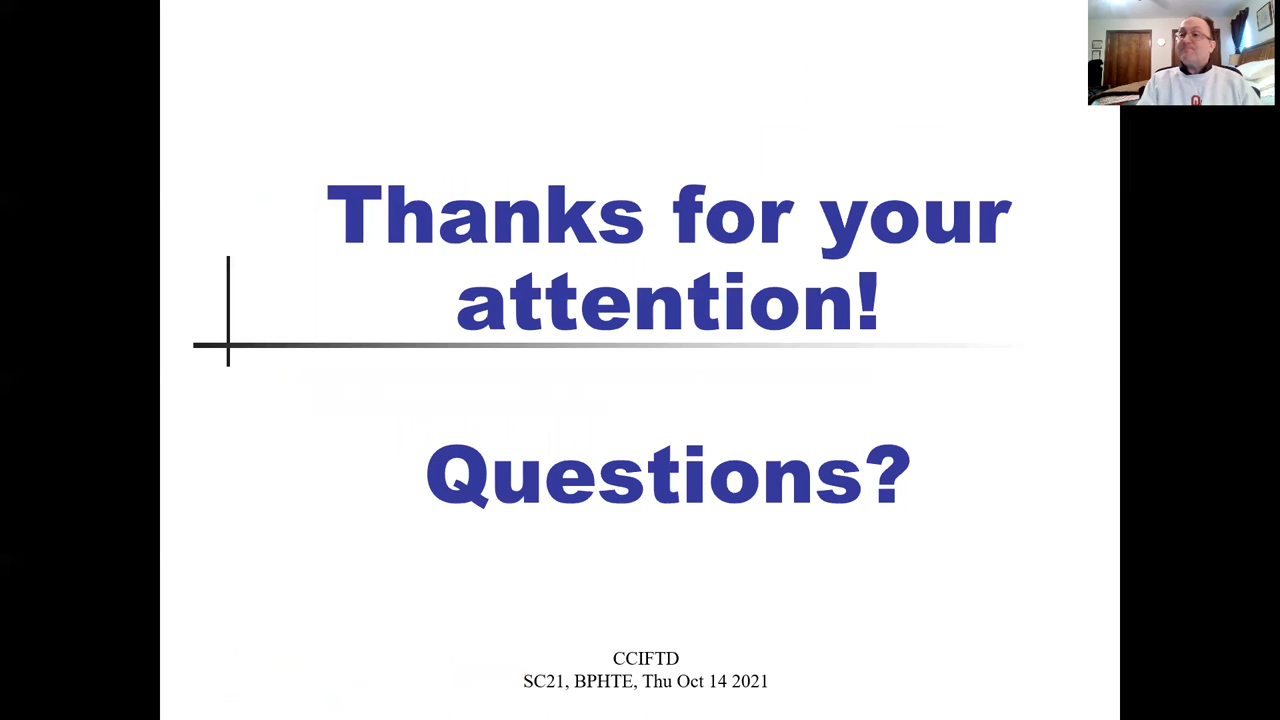 Thanks for your
attention!
Questions?
CCIFTD
SC21, BPHTE, Thu Oct 14 2021